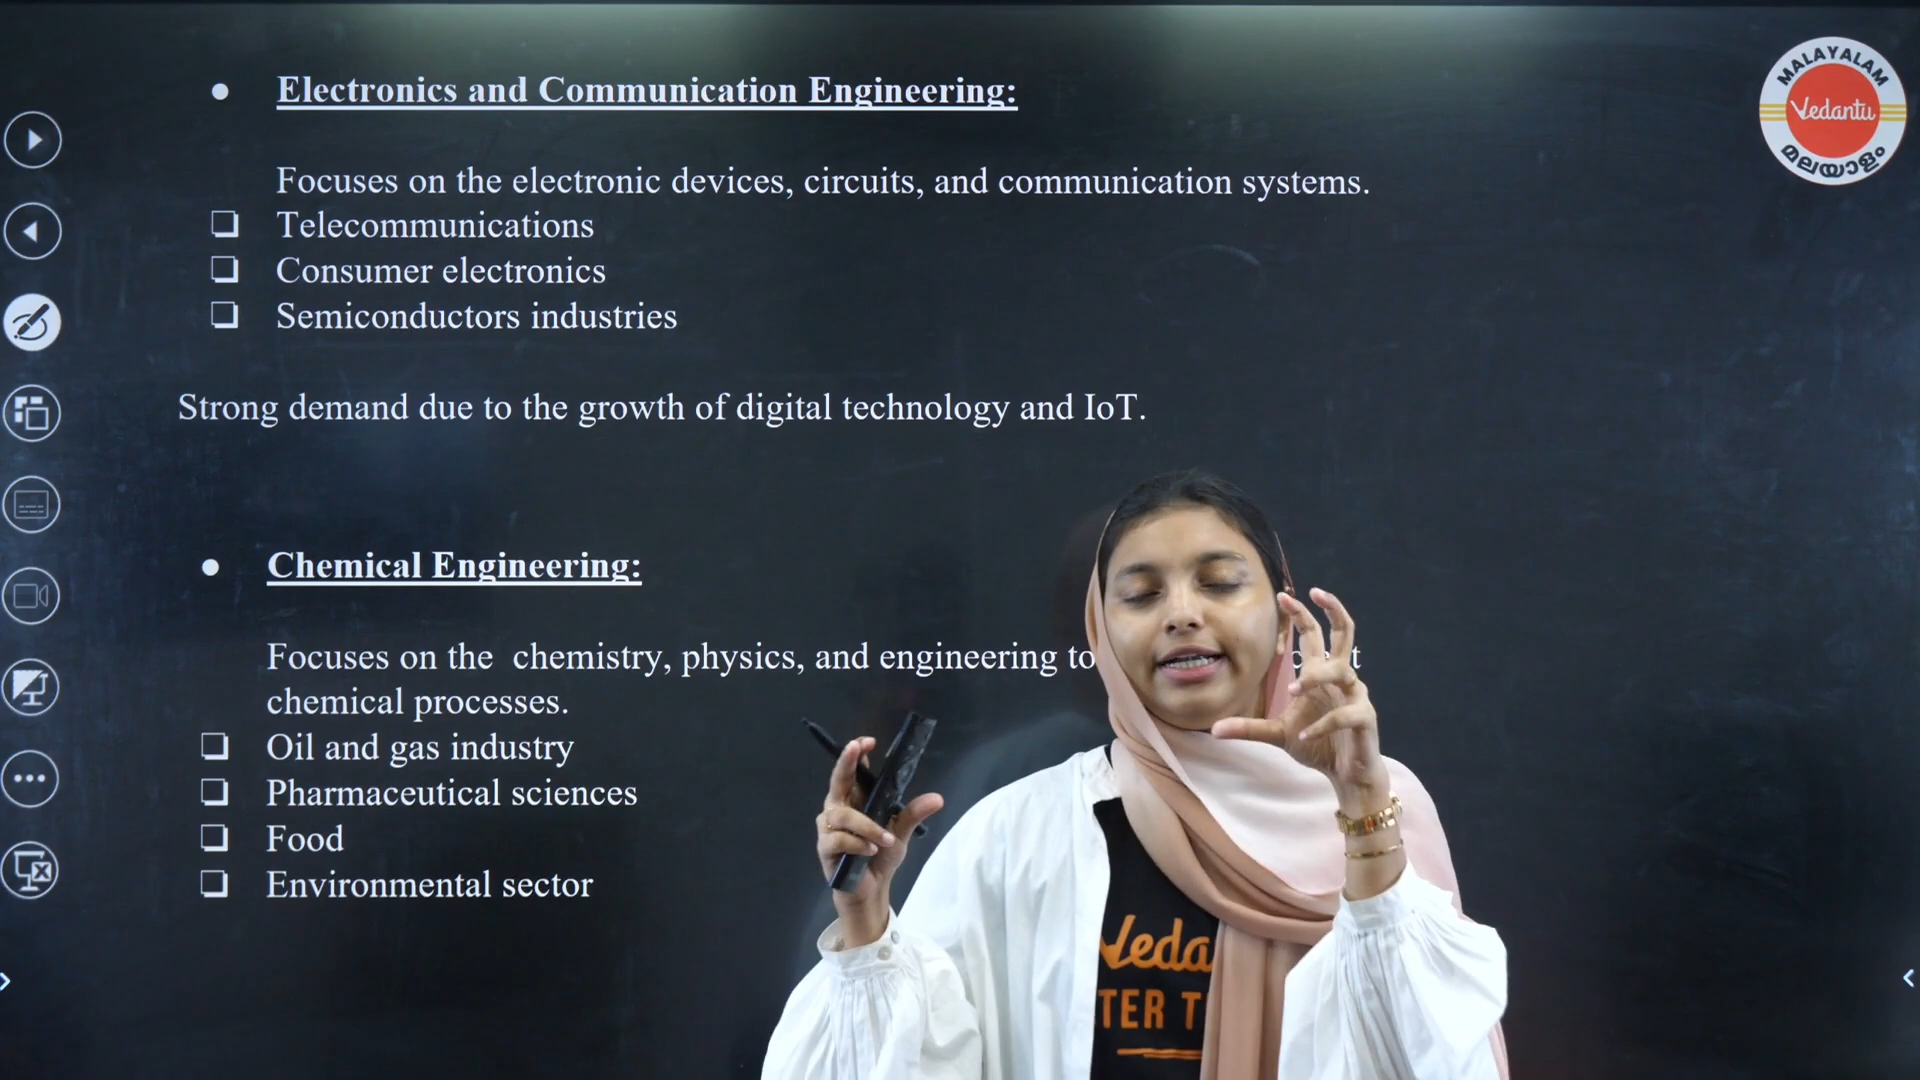 Electronics and Communication Engineering:
Focuses on the electronic devices, circuits, and communication systems.
Telecommunications
Consumer electronics
Semiconductors industries
Strong demand due to the growth of digital technology and IoT.
Chemical Engineering:
Focuses on the chemistry, physics, and engineering to
chemical processes.
Oil and gas industry
Pharmaceutical sciences
Food
Environmental sector
MALAYALAM
Vedantu
മലയാളം
Veda
TER T